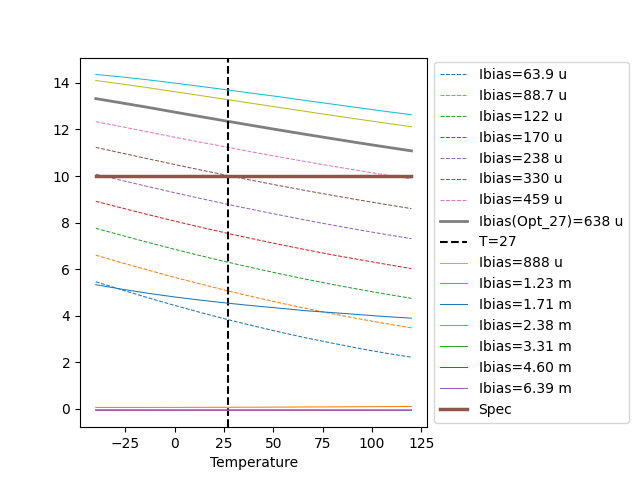 14
12
10
8
6
4
2
0
−25
0
25
50
75
100
125
Temperature
Ibias=63.9 u
Ibias=88.7 u
Ibias=122 u
Ibias=170 u
Ibias=238 u
Ibias=330 u
Ibias=459 u
Ibias(Opt_27)=638 u
T=27
Ibias=888 u
Ibias=1.23 m
Ibias=1.71 m
Ibias=2.38 m
Ibias=3.31 m
Ibias=4.60 m
Ibias=6.39 m
Spec